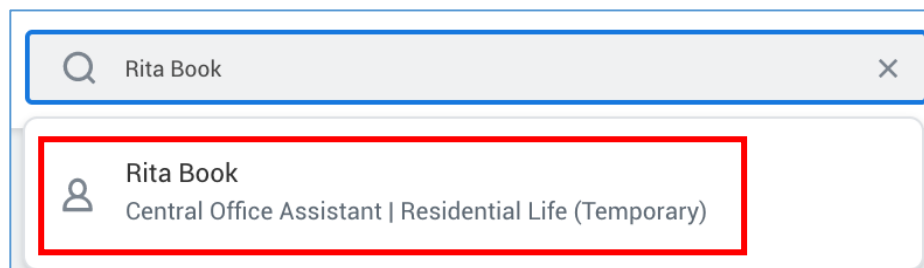 Rita Book
Rita Book
Central Office Assistant | Residential Life (Temporary)